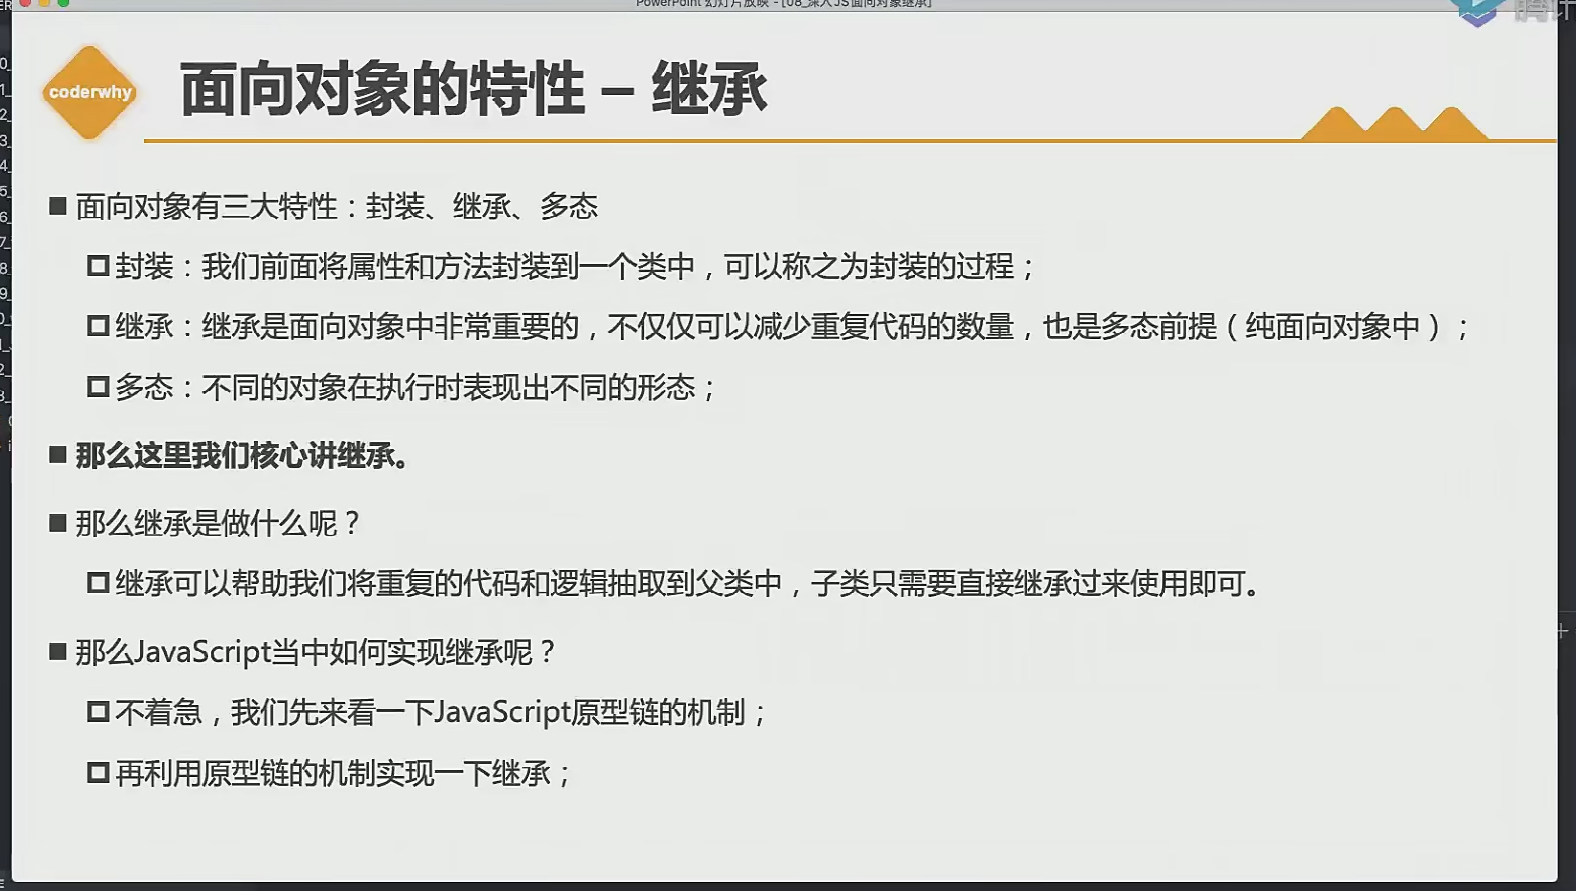 PowerPoint 幻灯片放映 - [08_深入JS面向对象继承]
coderwhy
面向对象的特性 – 继承
面向对象有三大特性：封装、继承、多态
封装：我们前面将属性和方法封装到一个类中，可以称之为封装的过程；
继承：继承是面向对象中非常重要的，不仅仅可以减少重复代码的数量，也是多态前提（纯面向对象中）；
多态：不同的对象在执行时表现出不同的形态；
那么这里我们核心讲继承。
那么继承是做什么呢？
继承可以帮助我们将重复的代码和逻辑抽取到父类中，子类只需要直接继承过来使用即可。
那么JavaScript当中如何实现继承呢？
不着急，我们先来看一下JavaScript原型链的机制；
再利用原型链的机制实现一下继承；